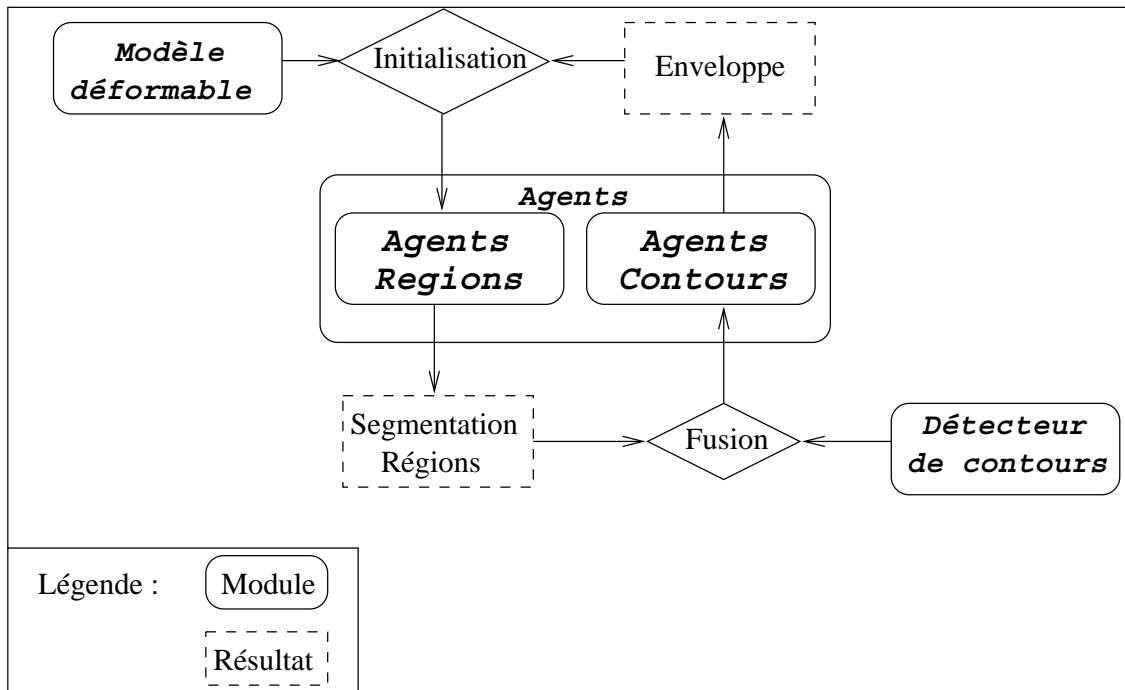 Modèle
déformable
Initialisation
Enveloppe
Agents
Agents
Regions
Agents
Contours
Segmentation
Régions
Fusion
Détecteur
de contours
Légende :
Module
Résultat